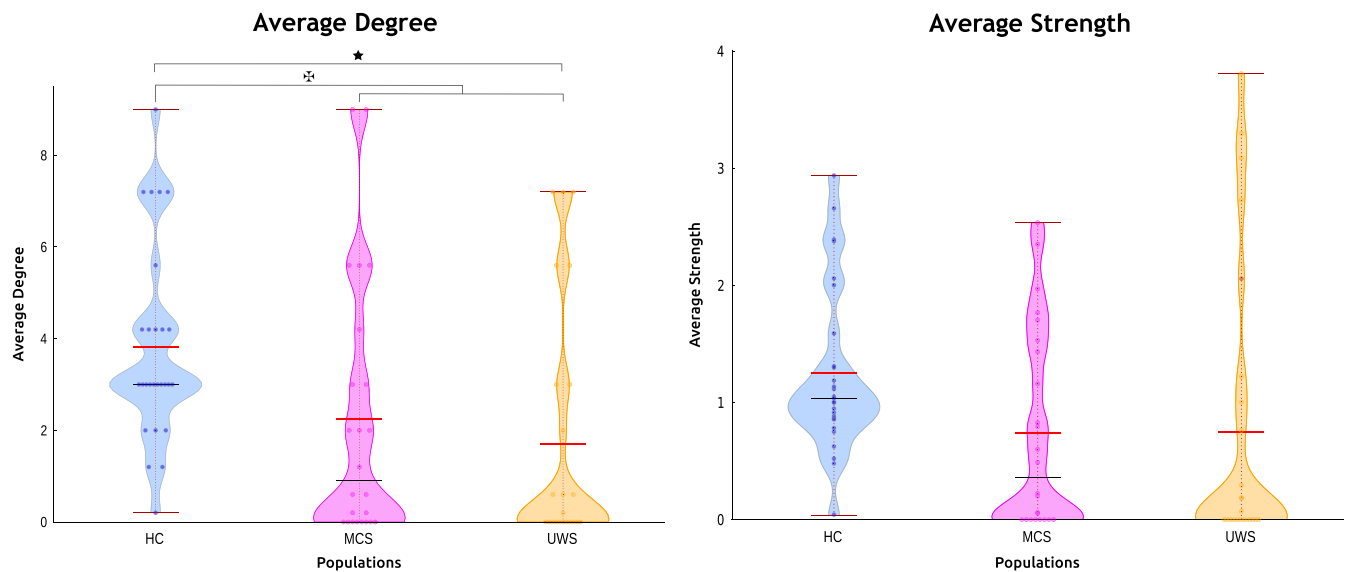 Average Degree
Average Degree
8
6
4
2
0
HC
MCS
UWS
Populations
Average Strength
Average Strength
4
3
2
1
0
HC
MCS
UWS
Populations